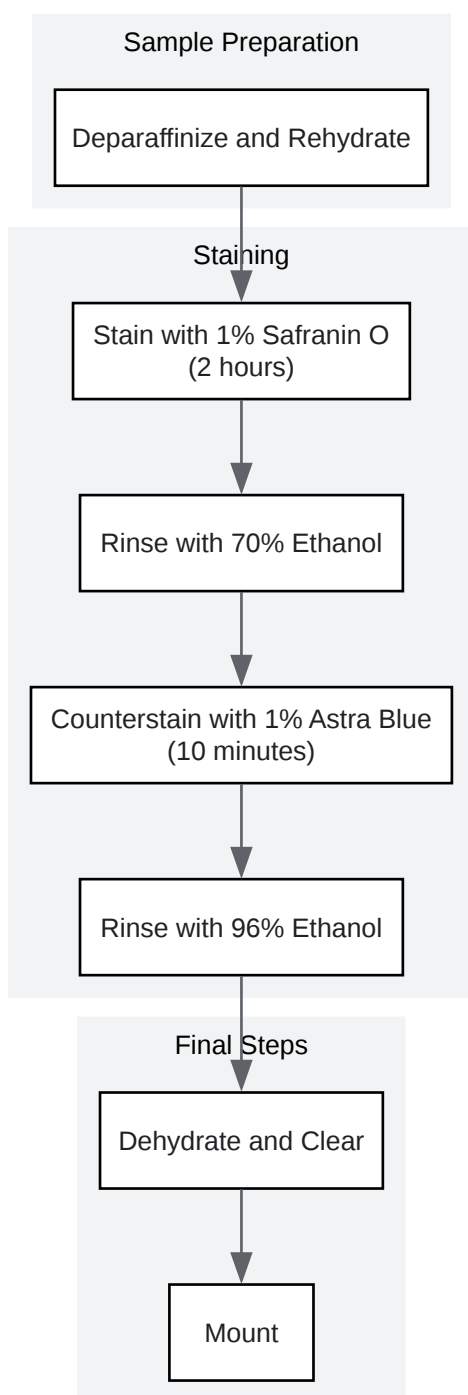 Sample Preparation
Deparaffinize and Rehydrate
Staining
Stain with 1% Safranin O
(2 hours)
Rinse with 70% Ethanol
Counterstain with 1% Astra Blue
(10 minutes)
Rinse with 96% Ethanol
Final Steps
Dehydrate and Clear
Mount